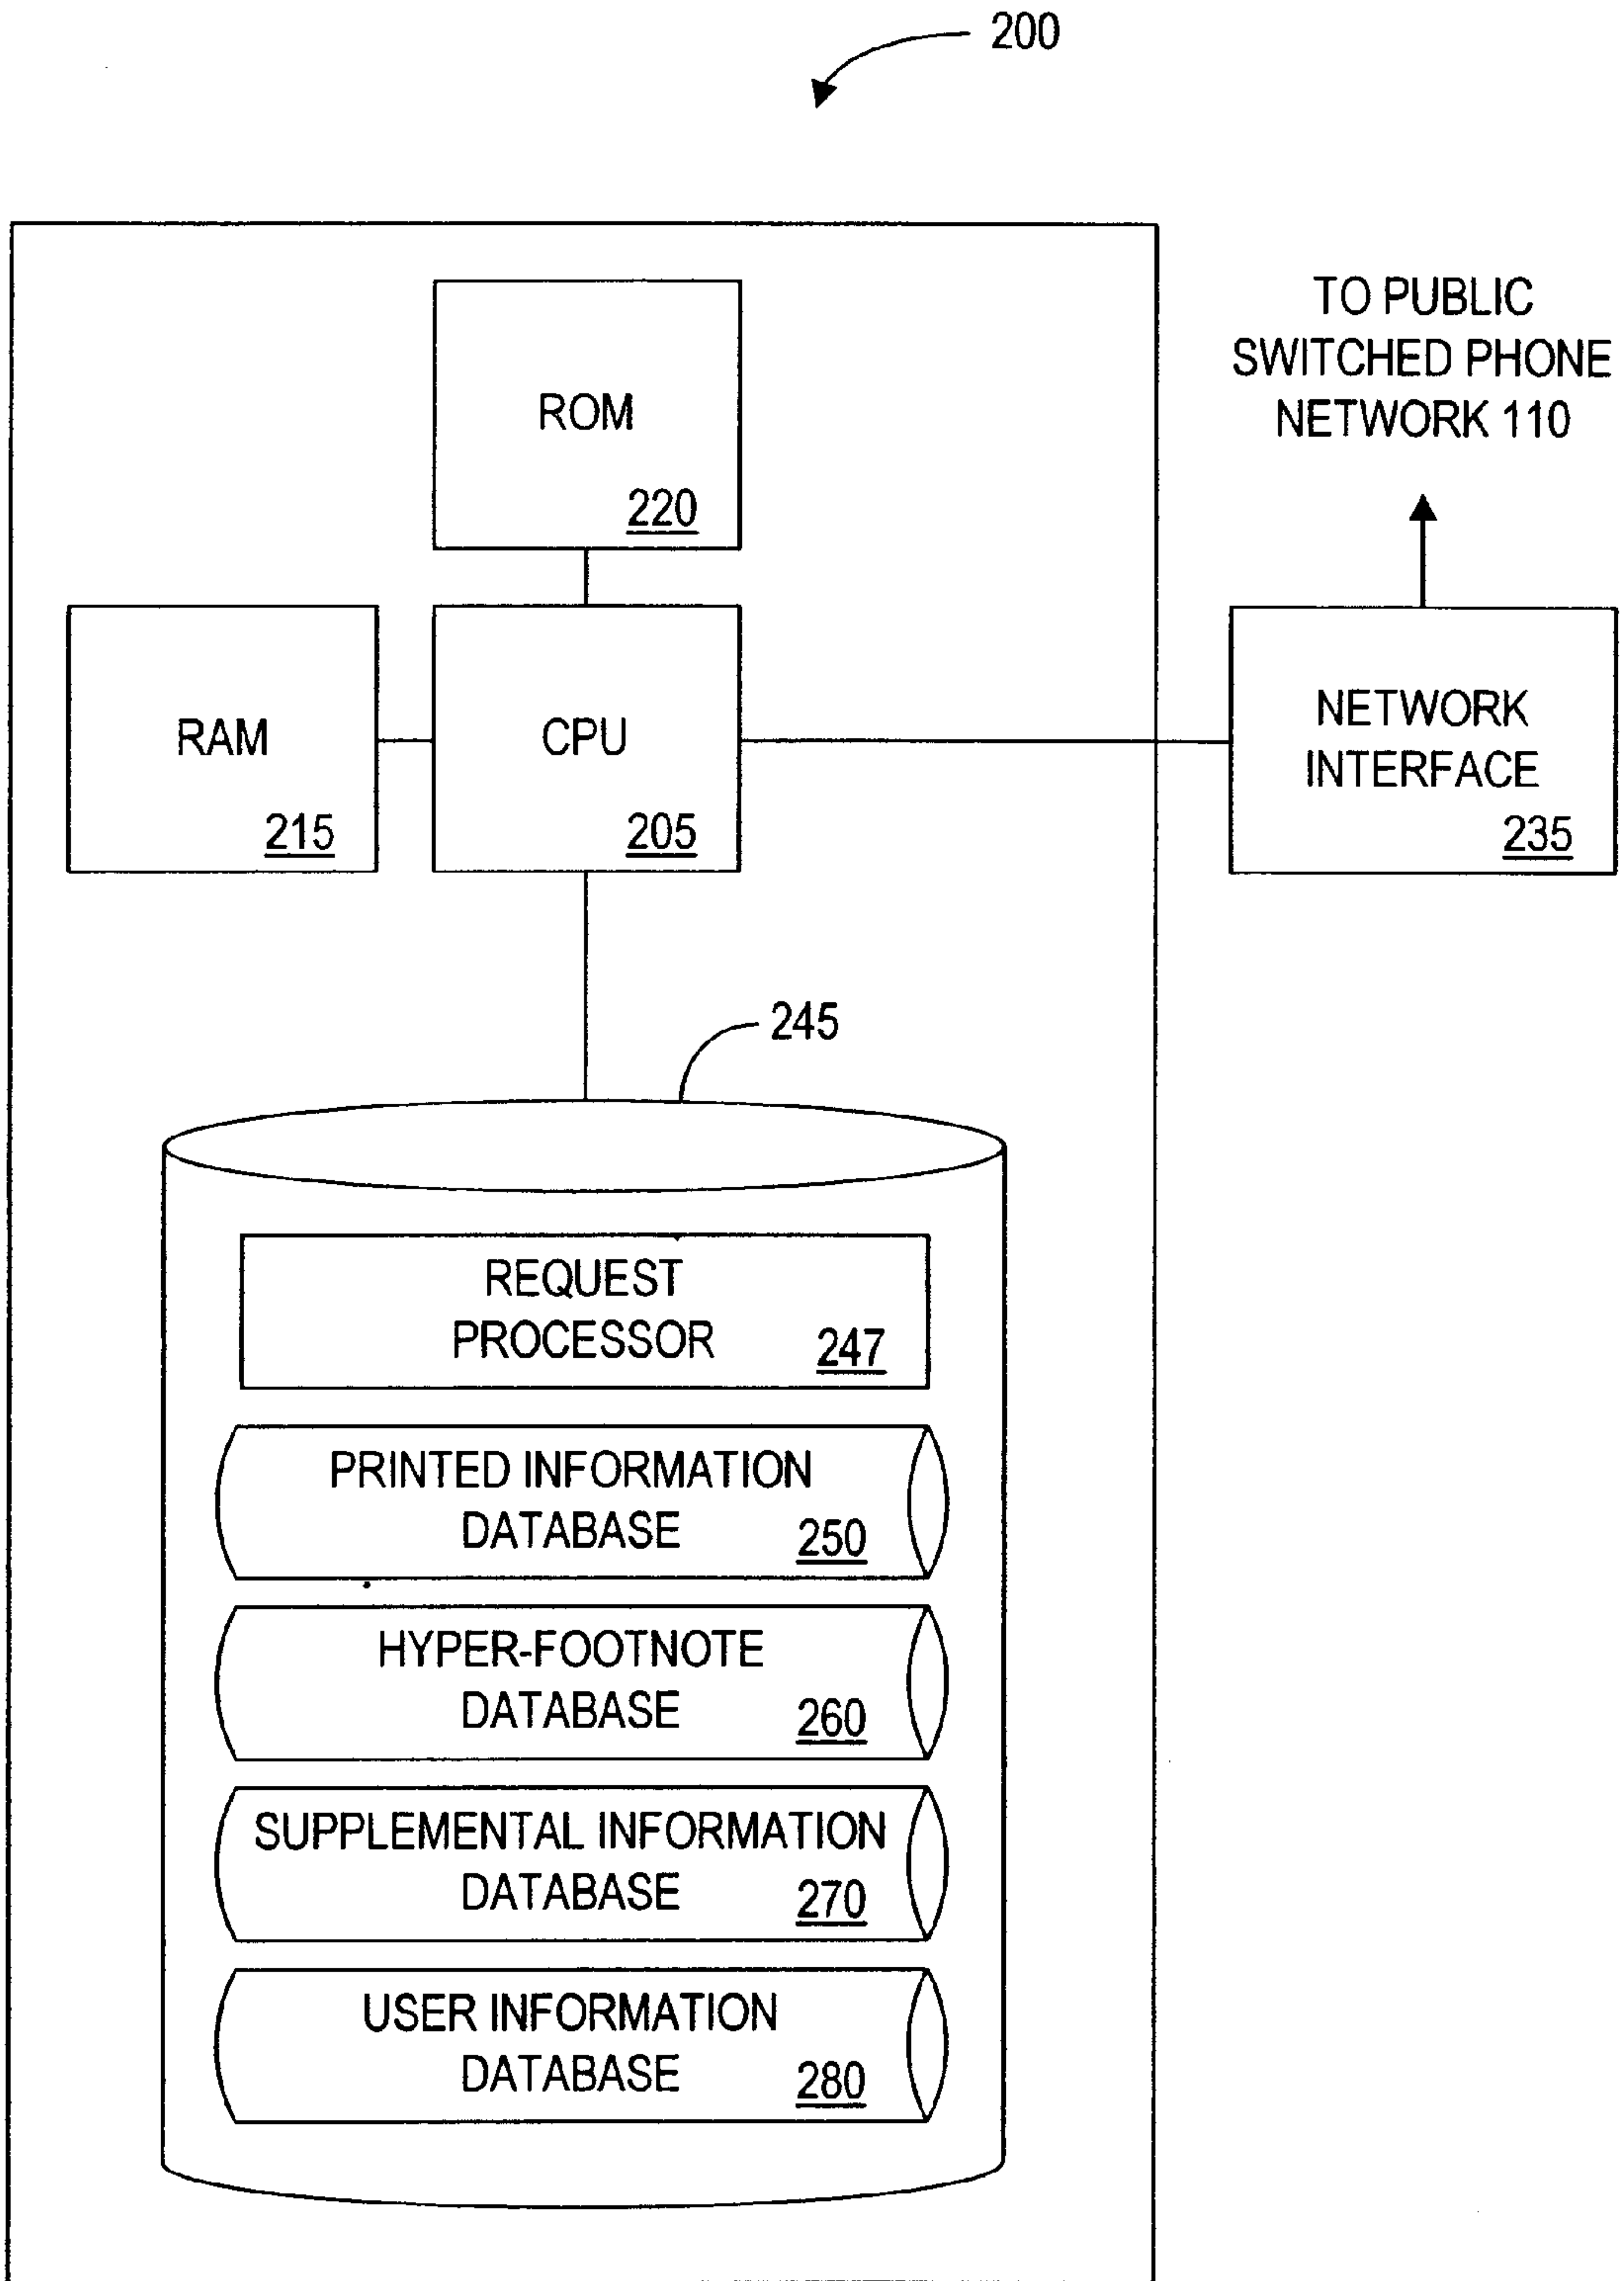 200
TO PUBLIC
SWITCHED PHONE
NETWORK 110
ROM
220
RAM
215
CPU
205
NETWORK
INTERFACE
235
245
REQUEST
PROCESSOR 247
PRINTED INFORMATION
DATABASE 250
HYPER-FOOTNOTE
DATABASE 260
SUPPLEMENTAL INFORMATION
DATABASE 270
USER INFORMATION
DATABASE 280